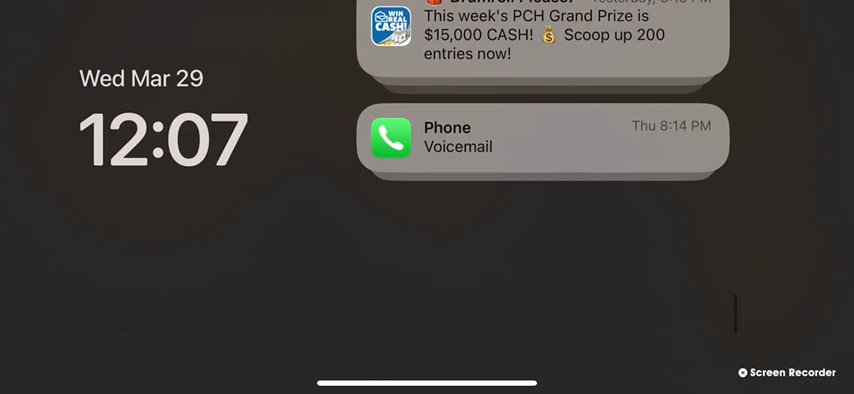 Wed Mar 29
12:07
WIN
REAL
CASH!
This week's PCH Grand Prize is
$15,000 CASH! 💰 Scoop up 200
entries now!
Phone
Thu 8:14 PM
Voicemail
Screen Recorder